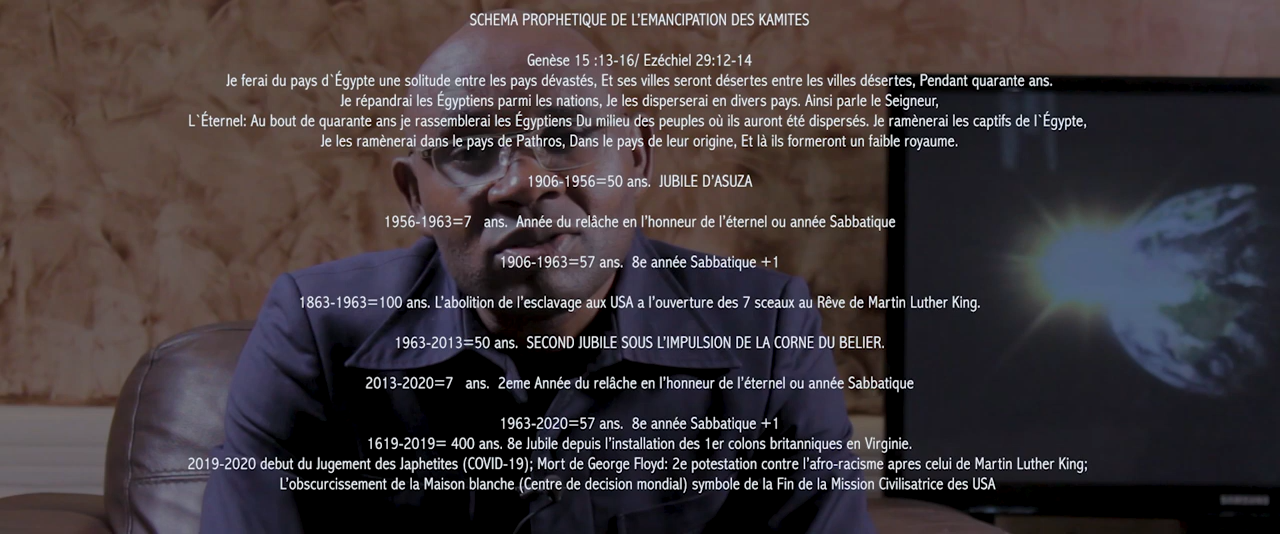 SCHEMA PROPHETIQUE DE L'EMANCIPATION DES KAMITES
Genèse 15 :13-16/ Ezéchiel 29:12-14
Je ferai du pays d`Égypte une solitude entre les pays dévastés, Et ses villes seront désertes entre les villes désertes, Pendant quarante ans.
Je répandrai les Égyptiens parmi les nations, Je les disperserai en divers pays. Ainsi parle le Seigneur,
L`Éternel: Au bout de quarante ans je rassemblerai les Égyptiens Du milieu des peuples où ils auront été dispersés. Je ramènerai les captifs de l`Égypte,
Je les ramènerai dans le pays de Pathros, Dans le pays de leur origine, Et là ils formeront un faible royaume.
1906-1956=50 ans.  JUBILE D'ASUZA
1956-1963=7   ans.  Année du relâche en l'honneur de l'éternel ou année Sabbatique
1906-1963=57 ans.  8e année Sabbatique +1
1863-1963=100 ans. L'abolition de l'esclavage aux USA a l'ouverture des 7 sceaux au Rêve de Martin Luther King.
1963-2013=50 ans.  SECOND JUBILE SOUS L'IMPULSION DE LA CORNE DU BELIER.
2013-2020=7   ans.  2eme Année du relâche en l'honneur de l'éternel ou année Sabbatique
1963-2020=57 ans.  8e année Sabbatique +1
1619-2019= 400 ans. 8e Jubile depuis l'installation des 1er colons britanniques en Virginie.
2019-2020 debut du Jugement des Japhetites (COVID-19); Mort de George Floyd: 2e potestation contre l'afro-racisme apres celui de Martin Luther King;
L'obscurcissement de la Maison blanche (Centre de decision mondial) symbole de la Fin de la Mission Civilisatrice des USA
SAMSUNG